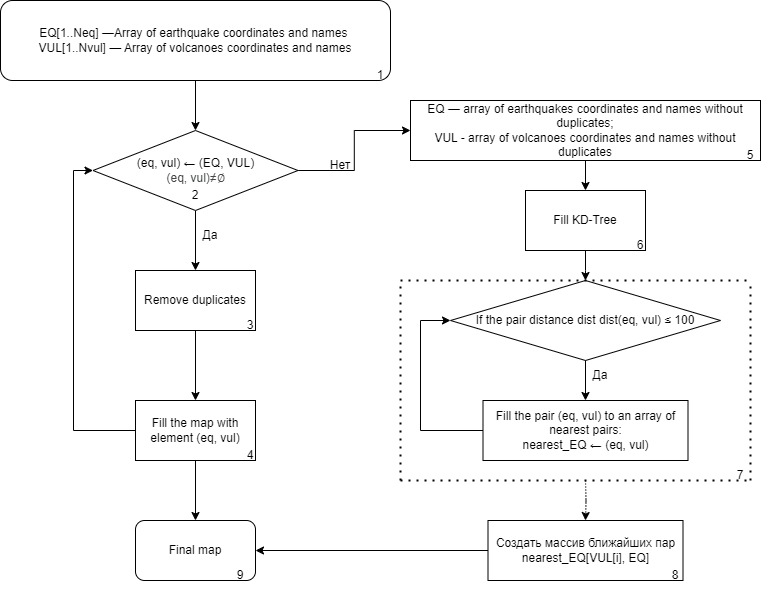 EQ[1..Neq] —Array of earthquake coordinates and names
VUL[1..Nvul] — Array of volcanoes coordinates and names
1
(eq, vul) ← (EQ, VUL)
(eq, vul)≠∅
2
Нет
Да
Remove duplicates
3
Fill the map with
element (eq, vul)
4
EQ — array of earthquakes coordinates and names without
duplicates;
VUL - array of volcanoes coordinates and names without
duplicates
5
Fill KD-Tree
6
If the pair distance dist dist(eq, vul) ≤ 100
Да
Fill the pair (eq, vul) to an array of
nearest pairs:
nearest_EQ ← (eq, vul)
7
Создать массив ближайших пар
nearest_EQ[VUL[i], EQ]
8
Final map
9